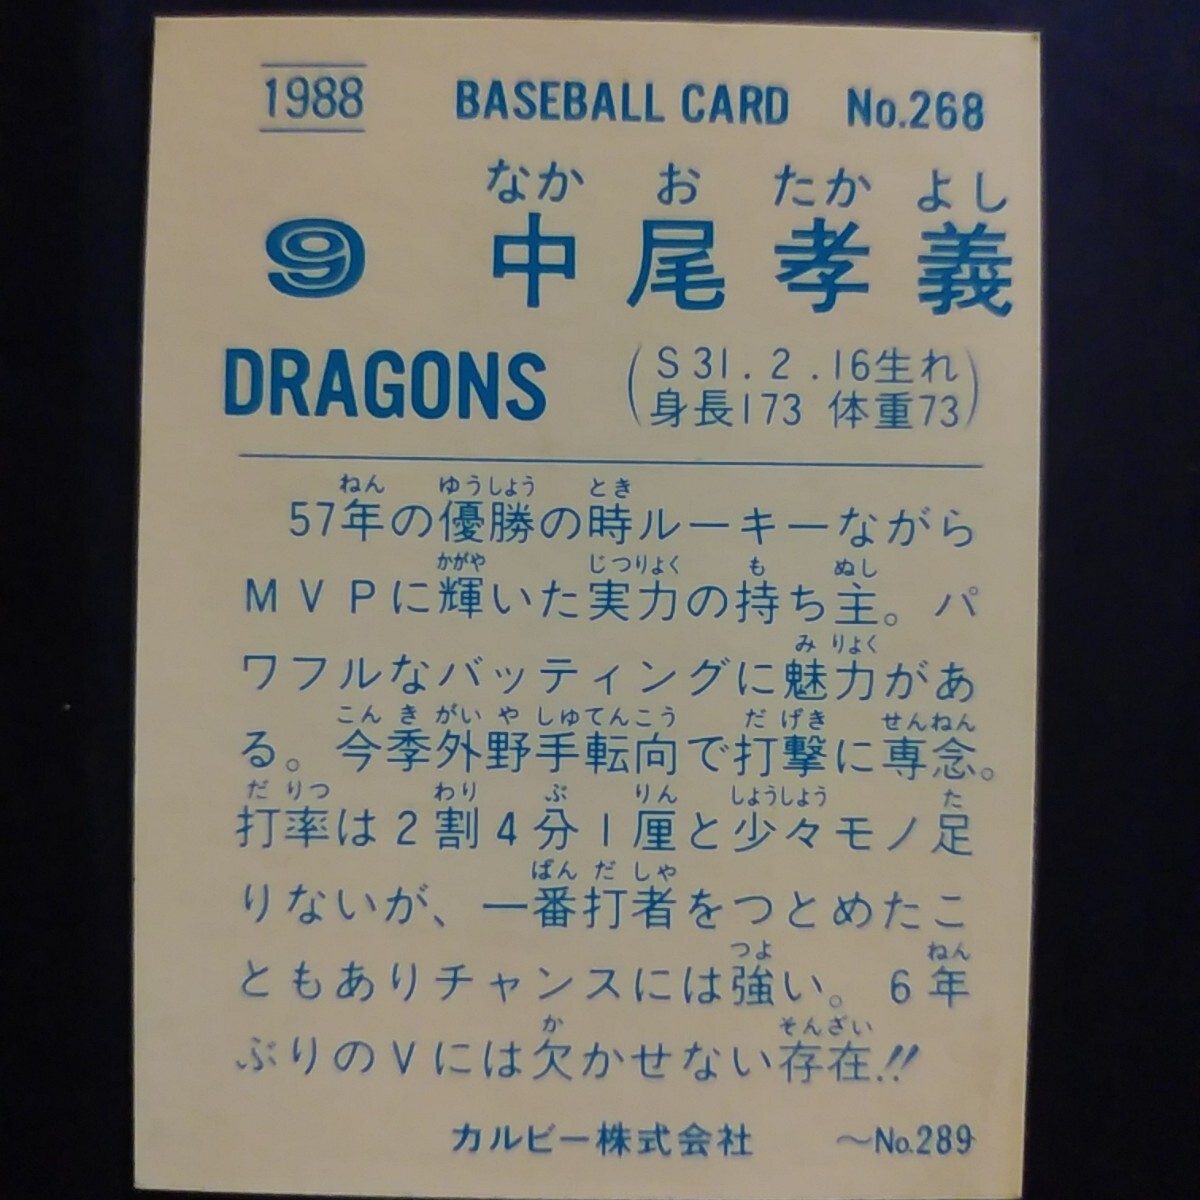 1988 BASEBALL CARD No.268
なか お たか よし
9 中尾孝義
DRAGONS
(S31.2.16生れ
身長173 体重73)
ねん ゆうしょう とき
57年の優勝の時ルーキーながら
かがや じつりょく も ぬし
MVPに輝いた実力の持ち主。パ
み りょく
ワフルなバッティングに魅力があ
こん き がい や しゅてんこう だ げき せんねん
る。今季外野手転向で打撃に専念。
だ りつ わり ぶ りん しょうしょう た
打率は2割4分1厘と少々モノ足
ばん だ しゃ
りないが、一番打者をつとめたこ
つよ ねん
ともありチャンスには強い。6年
か そんざい
ぶりのVには欠かせない存在!!
カルビー株式会社 〜No.289